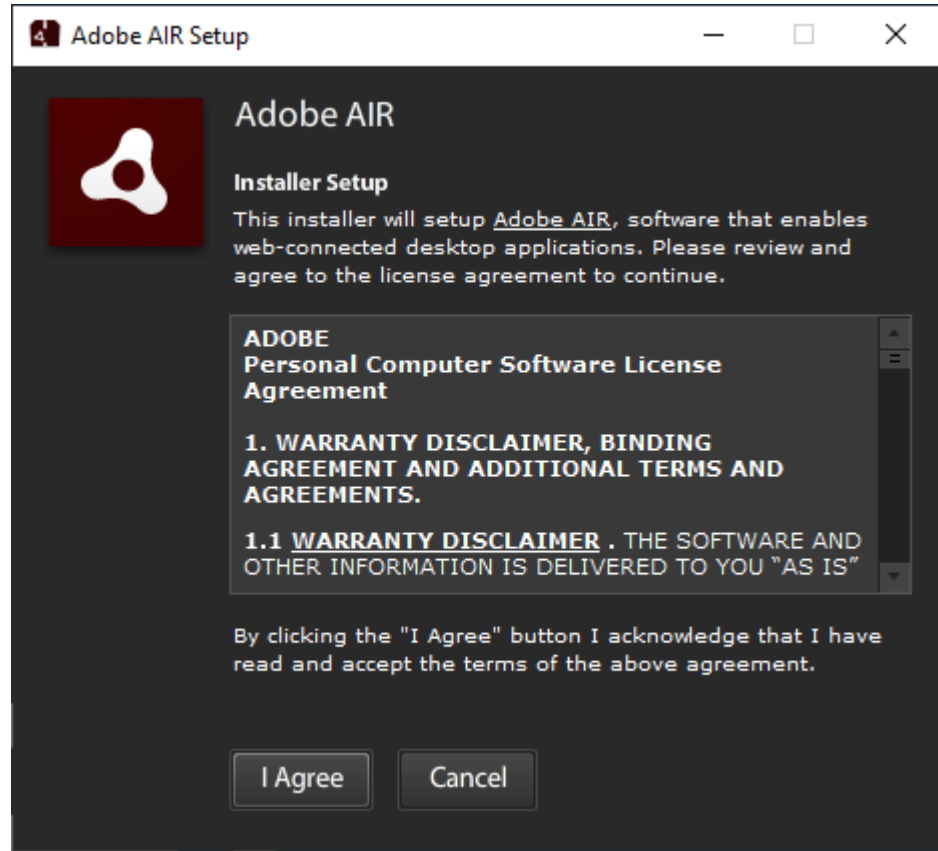 Adobe AIR Setup
Adobe AIR
Installer Setup
This installer will setup Adobe AIR, software that enables
web-connected desktop applications. Please review and
agree to the license agreement to continue.
ADOBE
Personal Computer Software License
Agreement
1. WARRANTY DISCLAIMER, BINDING
AGREEMENT AND ADDITIONAL TERMS AND
AGREEMENTS.
1.1 WARRANTY DISCLAIMER . THE SOFTWARE AND
OTHER INFORMATION IS DELIVERED TO YOU “AS IS”
By clicking the "I Agree" button I acknowledge that I have
read and accept the terms of the above agreement.
I Agree
Cancel